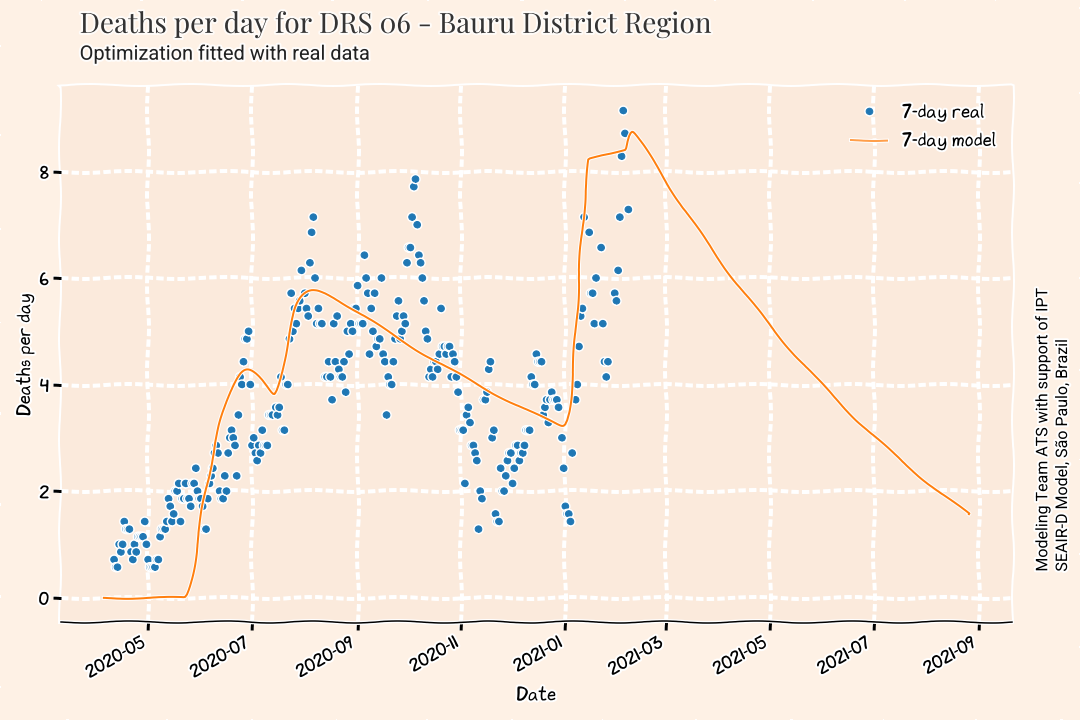 Deaths per day for DRS 06 - Bauru District Region
Optimization fitted with real data
7-day real
7-day model
8
6
4
2
0
Deaths per day
2020-05
2020-07
2020-09
2020-11
2021-01
2021-03
2021-05
2021-07
2021-09
Date
Modeling Team ATS with support of IPT
SEAIR-D Model, São Paulo, Brazil